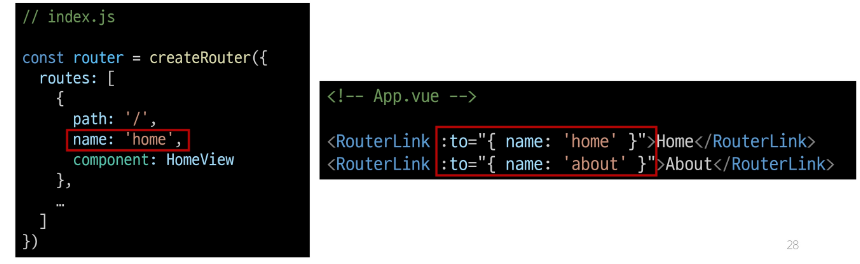 // index.js
const router = createRouter({
routes: [
{
path: '/',
name: 'home',
component: HomeView
},
…
]
})
<!-- App.vue -->
<RouterLink :to="{ name: 'home' }">Home</RouterLink>
<RouterLink :to="{ name: 'about' }">About</RouterLink>
28